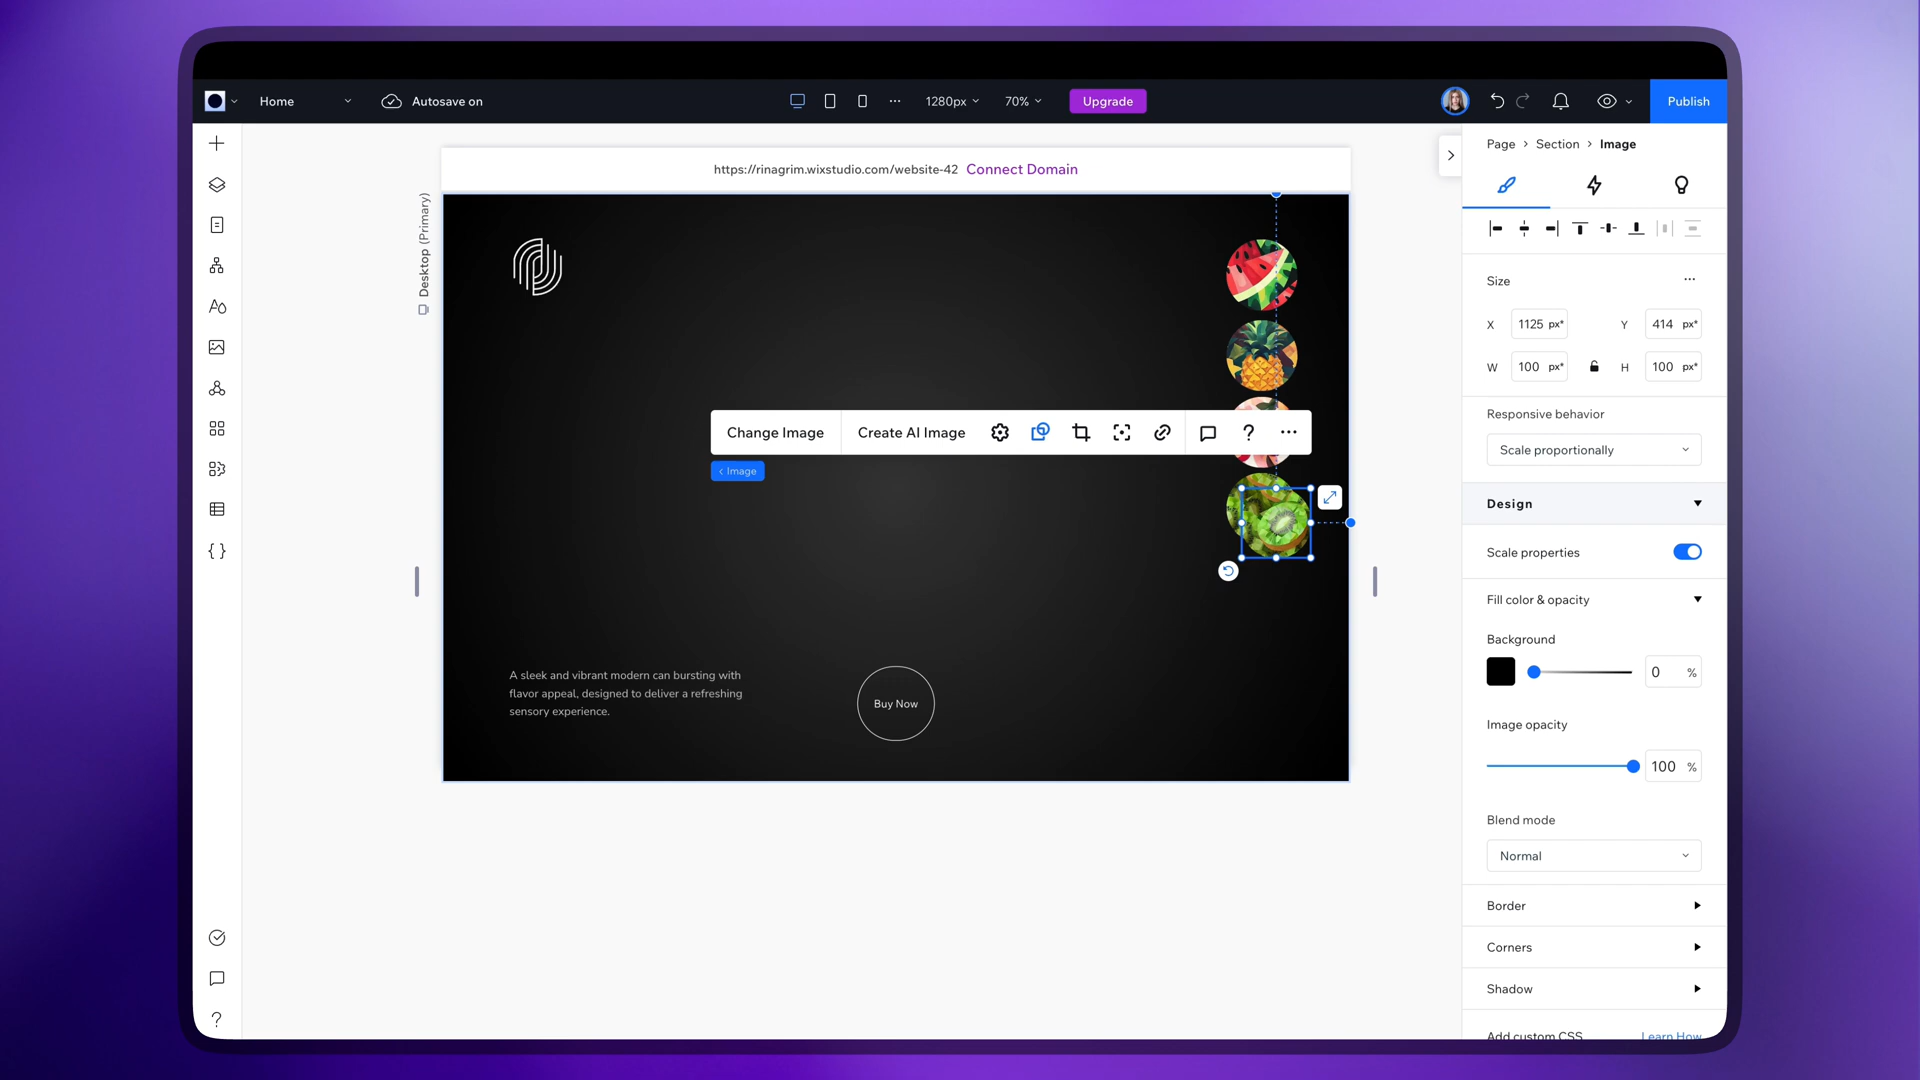 Home
Autosave on
1280px
70%
Upgrade
Publish
https://rinagrim.wixstudio.com/website-42 Connect Domain
Desktop (Primary)
Change Image
Create AI Image
?
Image
A sleek and vibrant modern can bursting with
flavor appeal, designed to deliver a refreshing
sensory experience.
Buy Now
Page > Section > Image
Size
X 1125 px* Y 414 px*
W 100 px* H 100 px*
Responsive behavior
Scale proportionally
Design
Scale properties
Fill color & opacity
Background
0 %
Image opacity
100 %
Blend mode
Normal
Border
Corners
Shadow
Add custom CSS Learn How